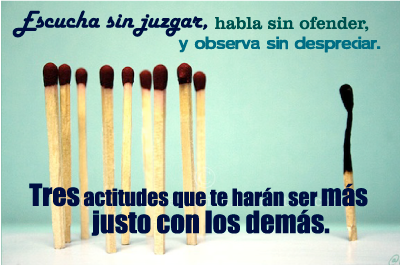 Escucha sin juzgar, habla sin ofender,
y observa sin despreciar.
Tres actitudes que te harán ser más
justo con los demás.